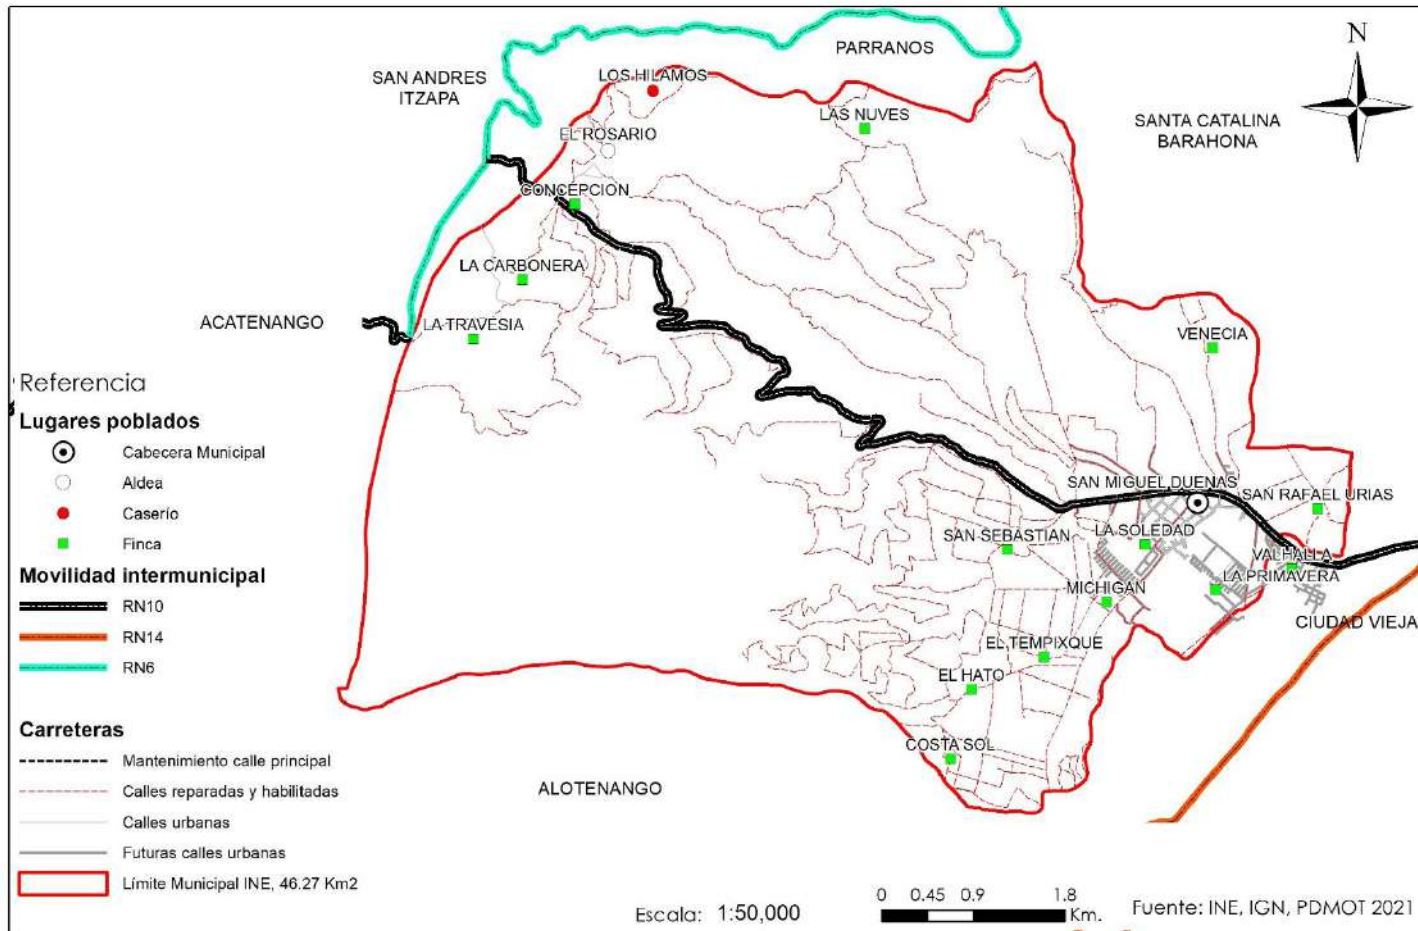 PARRANOS
N
SAN ANDRES
ITZAPA
LOS HILAMOS
LAS NUVES
SANTA CATALINA
BARAHONA
EL ROSARIO
CONCEPCION
LA CARBONERA
ACATENANGO
LA TRAVESIA
VENECIA
SAN MIGUEL DUENAS
SAN RAFAEL URIAS
SAN SEBASTIAN
LA SOLEDAD
VALHALLA
LA PRIMAVERA
MICHIGAN
CIUDAD VIEJA
EL TEMPIXQUE
EL HATO
COSTA SOL
ALOTENANGO
Referencia
Lugares poblados
Cabecera Municipal
Aldea
Caserío
Finca
Movilidad intermunicipal
RN10
RN14
RN6
Carreteras
Mantenimiento calle principal
Calles reparadas y habilitadas
Calles urbanas
Futuras calles urbanas
Límite Municipal INE, 46.27 Km2
Escala: 1:50,000
0 0.45 0.9 1.8
Km.
Fuente: INE, IGN, PDMOT 2021